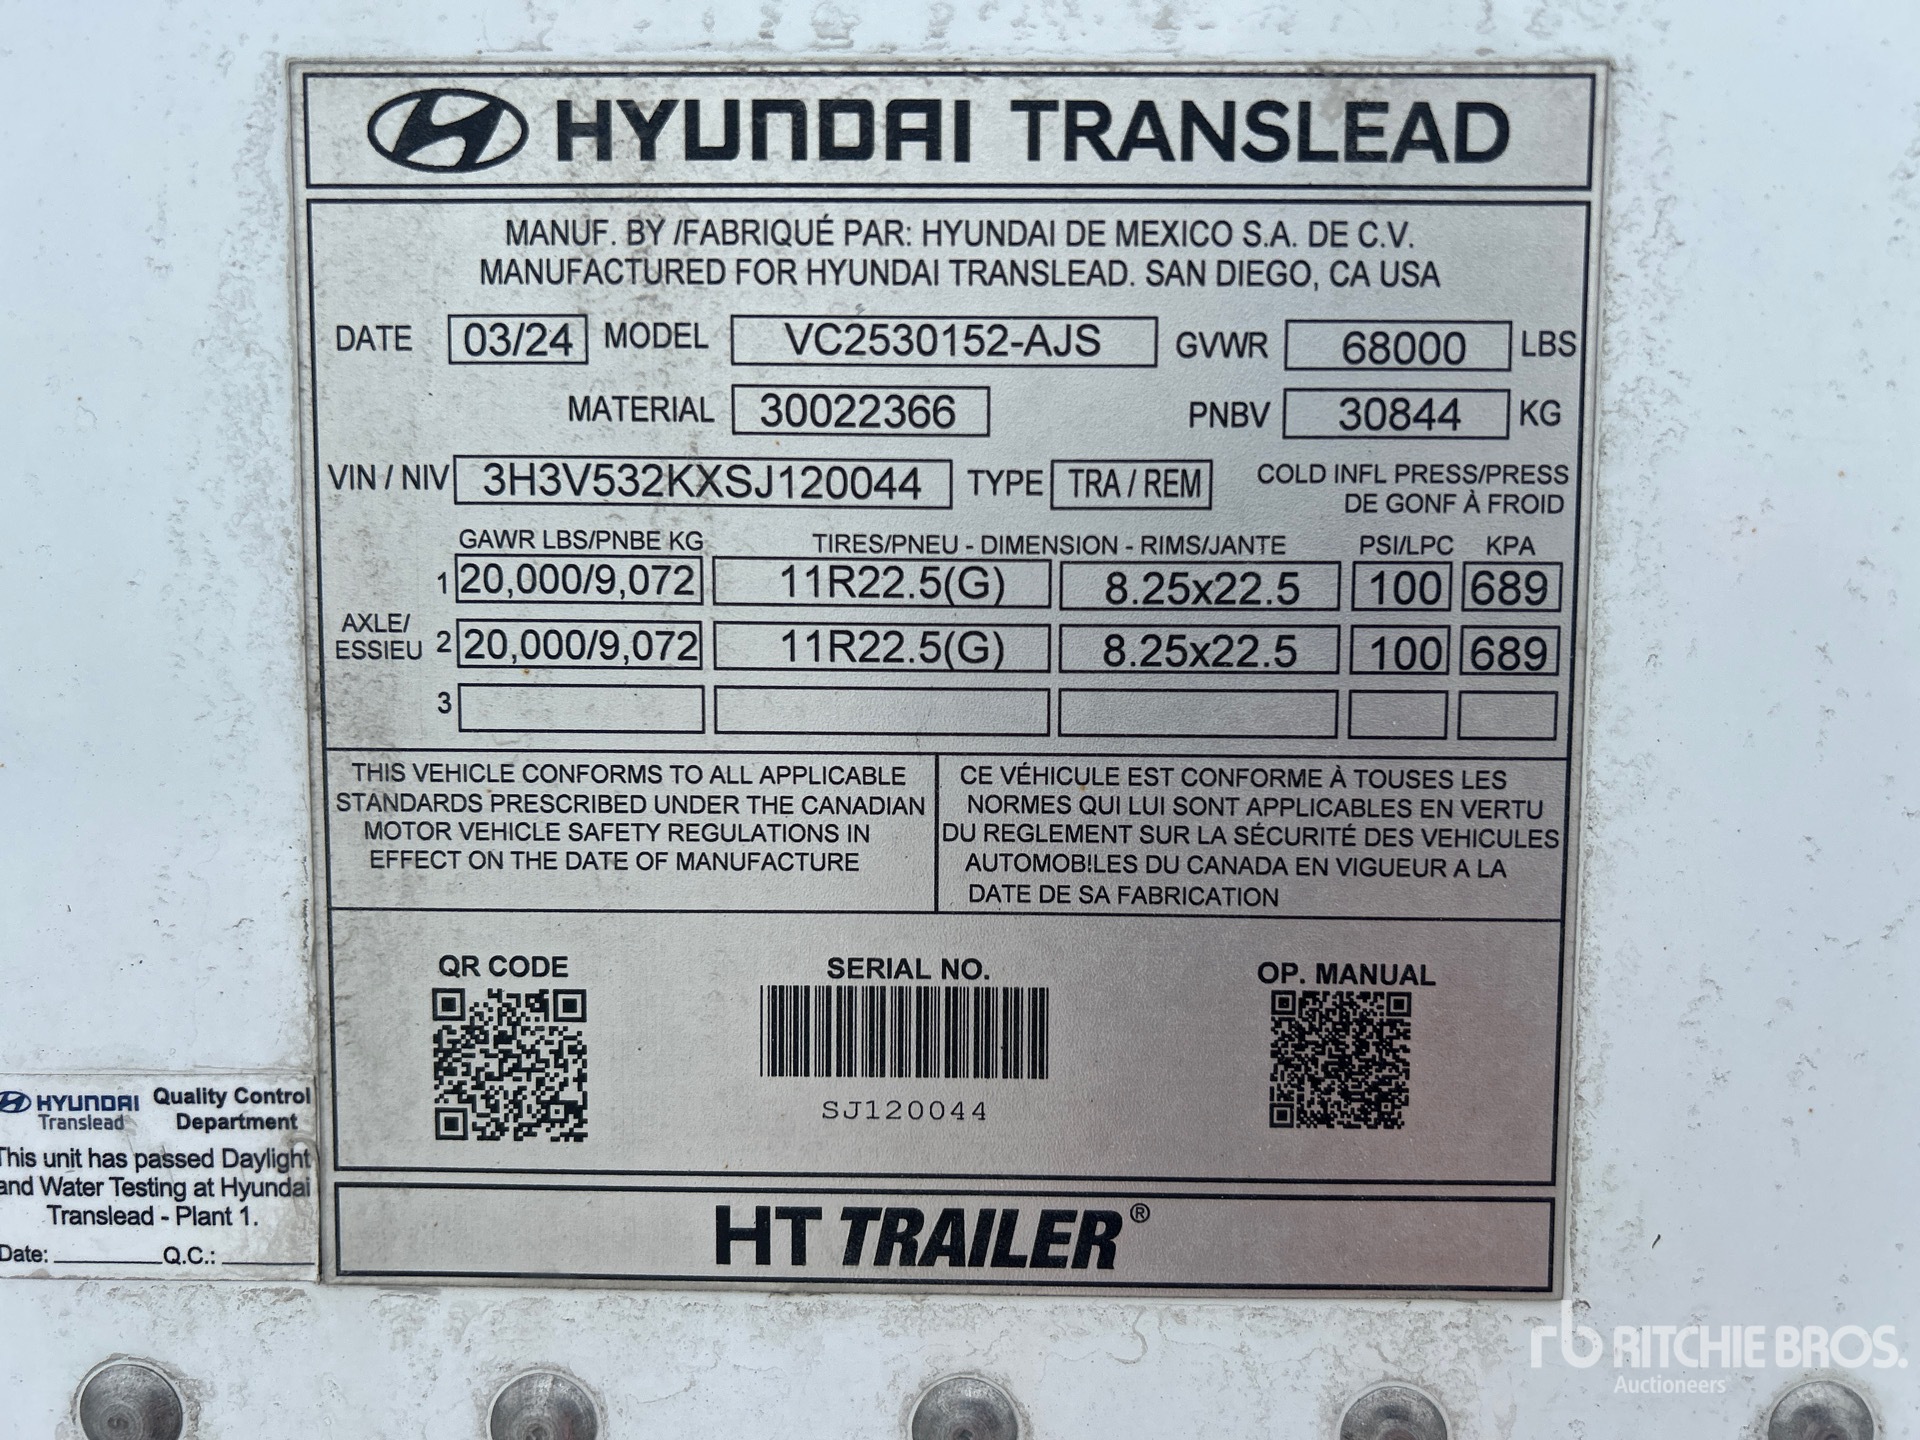 HYUNDAI TRANSLEAD
MANUF. BY /FABRIQUÉ PAR: HYUNDAI DE MEXICO S.A. DE C.V.
MANUFACTURED FOR HYUNDAI TRANSLEAD. SAN DIEGO, CA USA
DATE 03/24 MODEL VC2530152-AJS GVWR 68000 LBS
MATERIAL 30022366 PNBV 30844 KG
VIN / NIV 3H3V532KXSJ120044 TYPE TRA / REM COLD INFL PRESS/PRESS
DE GONF À FROID
GAWR LBS/PNBE KG TIRES/PNEU - DIMENSION - RIMS/JANTE PSI/LPC KPA
1 20,000/9,072 11R22.5(G) 8.25x22.5 100 689
AXLE/
ESSIEU 2 20,000/9,072 11R22.5(G) 8.25x22.5 100 689
3
THIS VEHICLE CONFORMS TO ALL APPLICABLE
STANDARDS PRESCRIBED UNDER THE CANADIAN
MOTOR VEHICLE SAFETY REGULATIONS IN
EFFECT ON THE DATE OF MANUFACTURE
CE VÉHICULE EST CONFORME À TOUSES LES
NORMES QUI LUI SONT APPLICABLES EN VERTU
DU REGLEMENT SUR LA SÉCURITÉ DES VEHICULES
AUTOMOBILES DU CANADA EN VIGUEUR A LA
DATE DE SA FABRICATION
QR CODE SERIAL NO. OP. MANUAL
SJ120044
HT TRAILER®
HYUNDAI Translead
Quality Control
Department
This unit has passed Daylight
and Water Testing at Hyundai
Translead - Plant 1.
Date: ________ Q.C.: ________
rb RITCHIE BROS.
Auctioneers